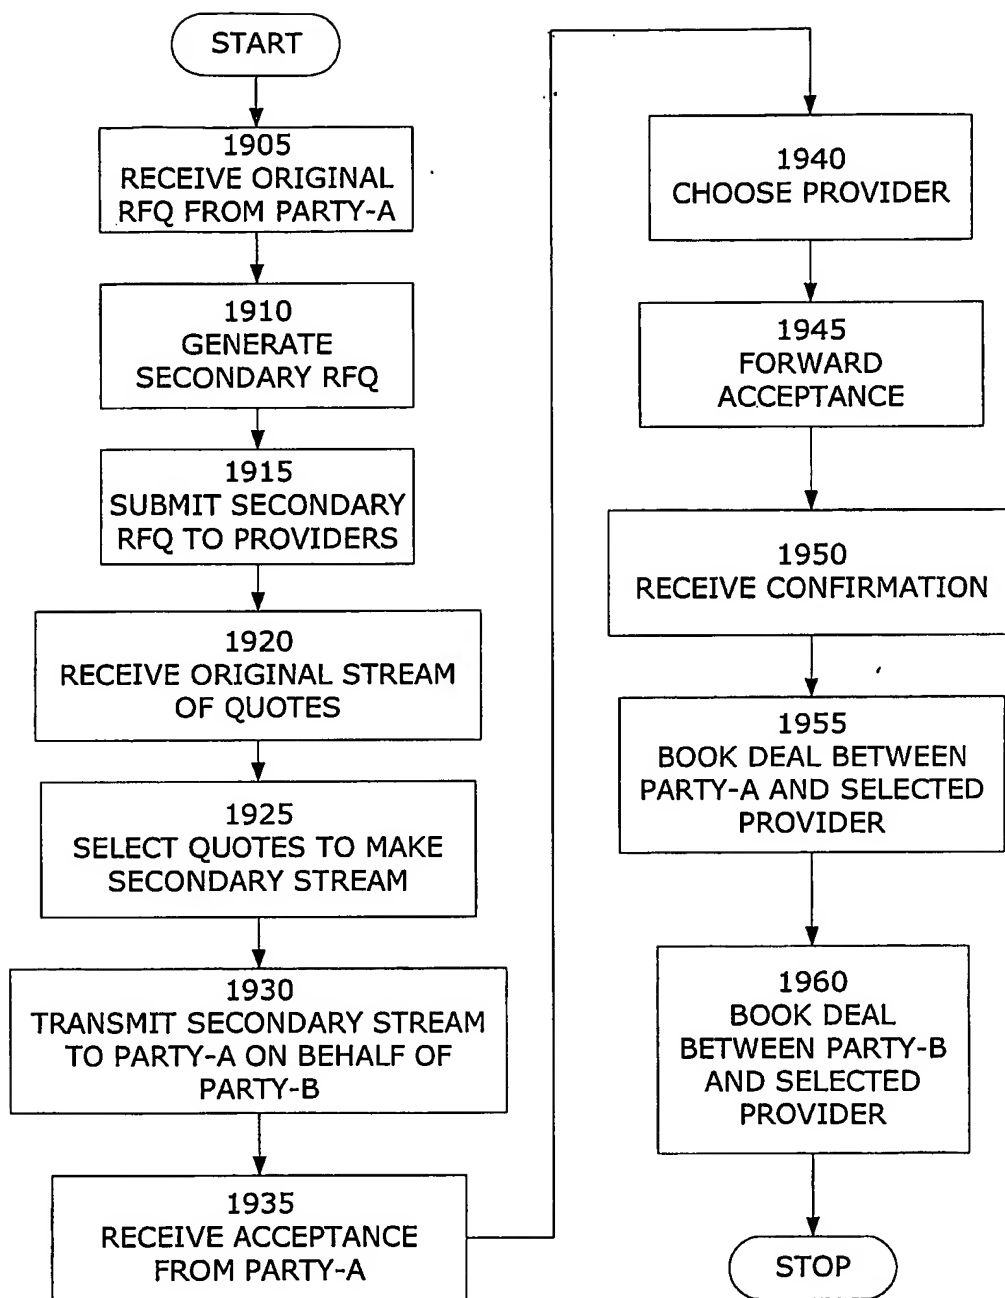 START
1905
RECEIVE ORIGINAL
RFQ FROM PARTY-A
1910
GENERATE
SECONDARY RFQ
1915
SUBMIT SECONDARY
RFQ TO PROVIDERS
1920
RECEIVE ORIGINAL STREAM
OF QUOTES
1925
SELECT QUOTES TO MAKE
SECONDARY STREAM
1930
TRANSMIT SECONDARY STREAM
TO PARTY-A ON BEHALF OF
PARTY-B
1935
RECEIVE ACCEPTANCE
FROM PARTY-A
1940
CHOOSE PROVIDER
1945
FORWARD
ACCEPTANCE
1950
RECEIVE CONFIRMATION
1955
BOOK DEAL BETWEEN
PARTY-A AND SELECTED
PROVIDER
1960
BOOK DEAL
BETWEEN PARTY-B
AND SELECTED
PROVIDER
STOP